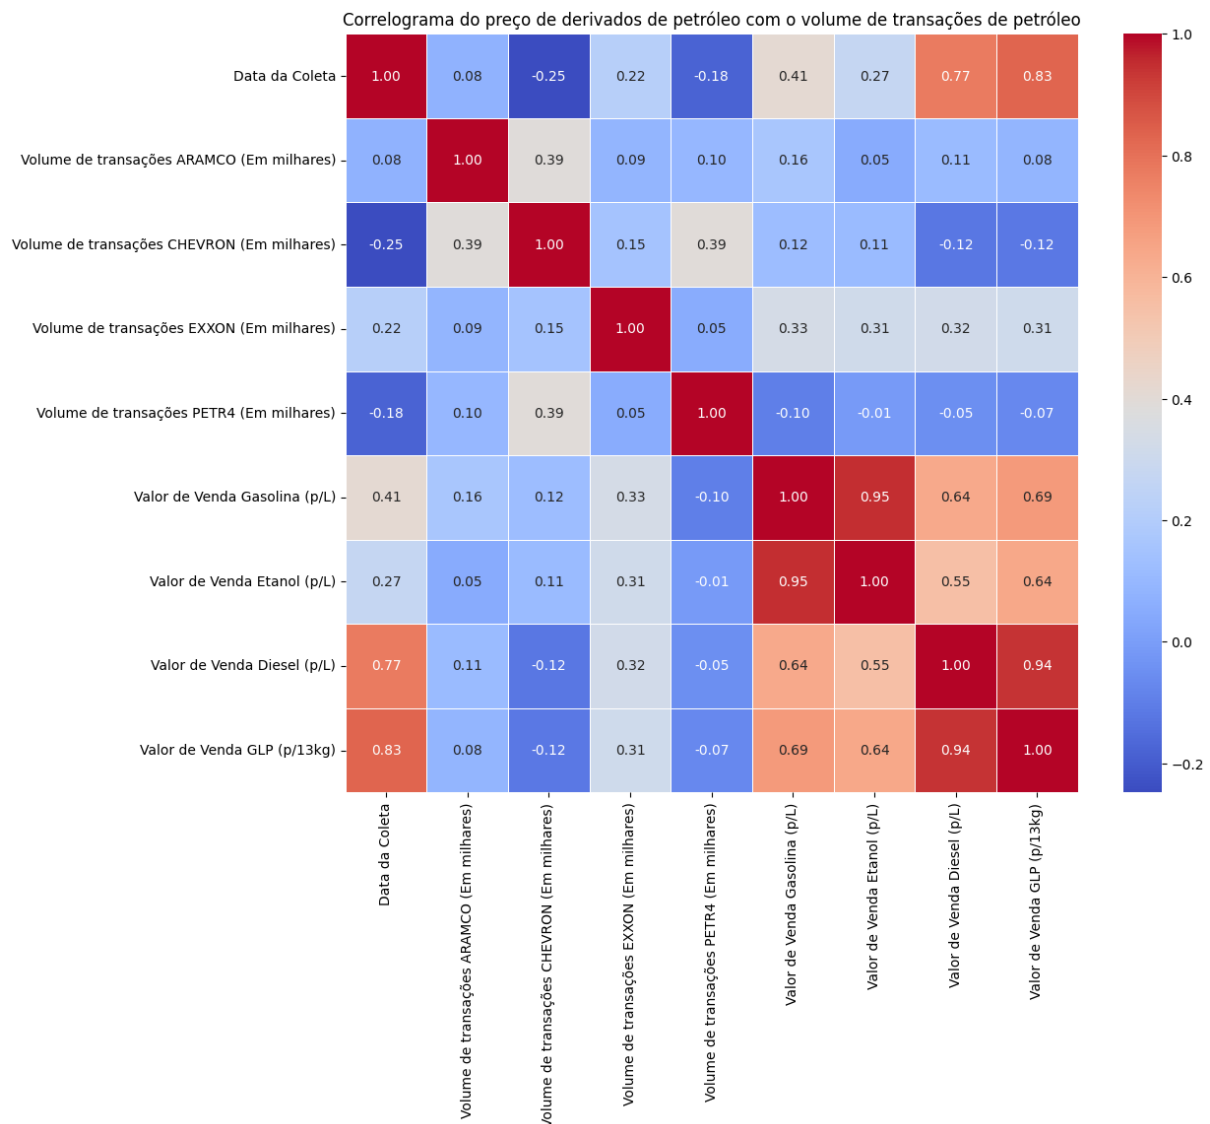 Correlograma do preço de derivados de petróleo com o volume de transações de petróleo
Data da Coleta 1.00 0.08 -0.25 0.22 -0.18 0.41 0.27 0.77 0.83
Volume de transações ARAMCO (Em milhares) 0.08 1.00 0.39 0.09 0.10 0.16 0.05 0.11 0.08
Volume de transações CHEVRON (Em milhares) -0.25 0.39 1.00 0.15 0.39 0.12 0.11 -0.12 -0.12
Volume de transações EXXON (Em milhares) 0.22 0.09 0.15 1.00 0.05 0.33 0.31 0.32 0.31
Volume de transações PETR4 (Em milhares) -0.18 0.10 0.39 0.05 1.00 -0.10 -0.01 -0.05 -0.07
Valor de Venda Gasolina (p/L) 0.41 0.16 0.12 0.33 -0.10 1.00 0.95 0.64 0.69
Valor de Venda Etanol (p/L) 0.27 0.05 0.11 0.31 -0.01 0.95 1.00 0.55 0.64
Valor de Venda Diesel (p/L) 0.77 0.11 -0.12 0.32 -0.05 0.64 0.55 1.00 0.94
Valor de Venda GLP (p/13kg) 0.83 0.08 -0.12 0.31 -0.07 0.69 0.64 0.94 1.00
Data da Coleta
Volume de transações ARAMCO (Em milhares)
Volume de transações CHEVRON (Em milhares)
Volume de transações EXXON (Em milhares)
Volume de transações PETR4 (Em milhares)
Valor de Venda Gasolina (p/L)
Valor de Venda Etanol (p/L)
Valor de Venda Diesel (p/L)
Valor de Venda GLP (p/13kg)
1.0
0.8
0.6
0.4
0.2
0.0
−0.2